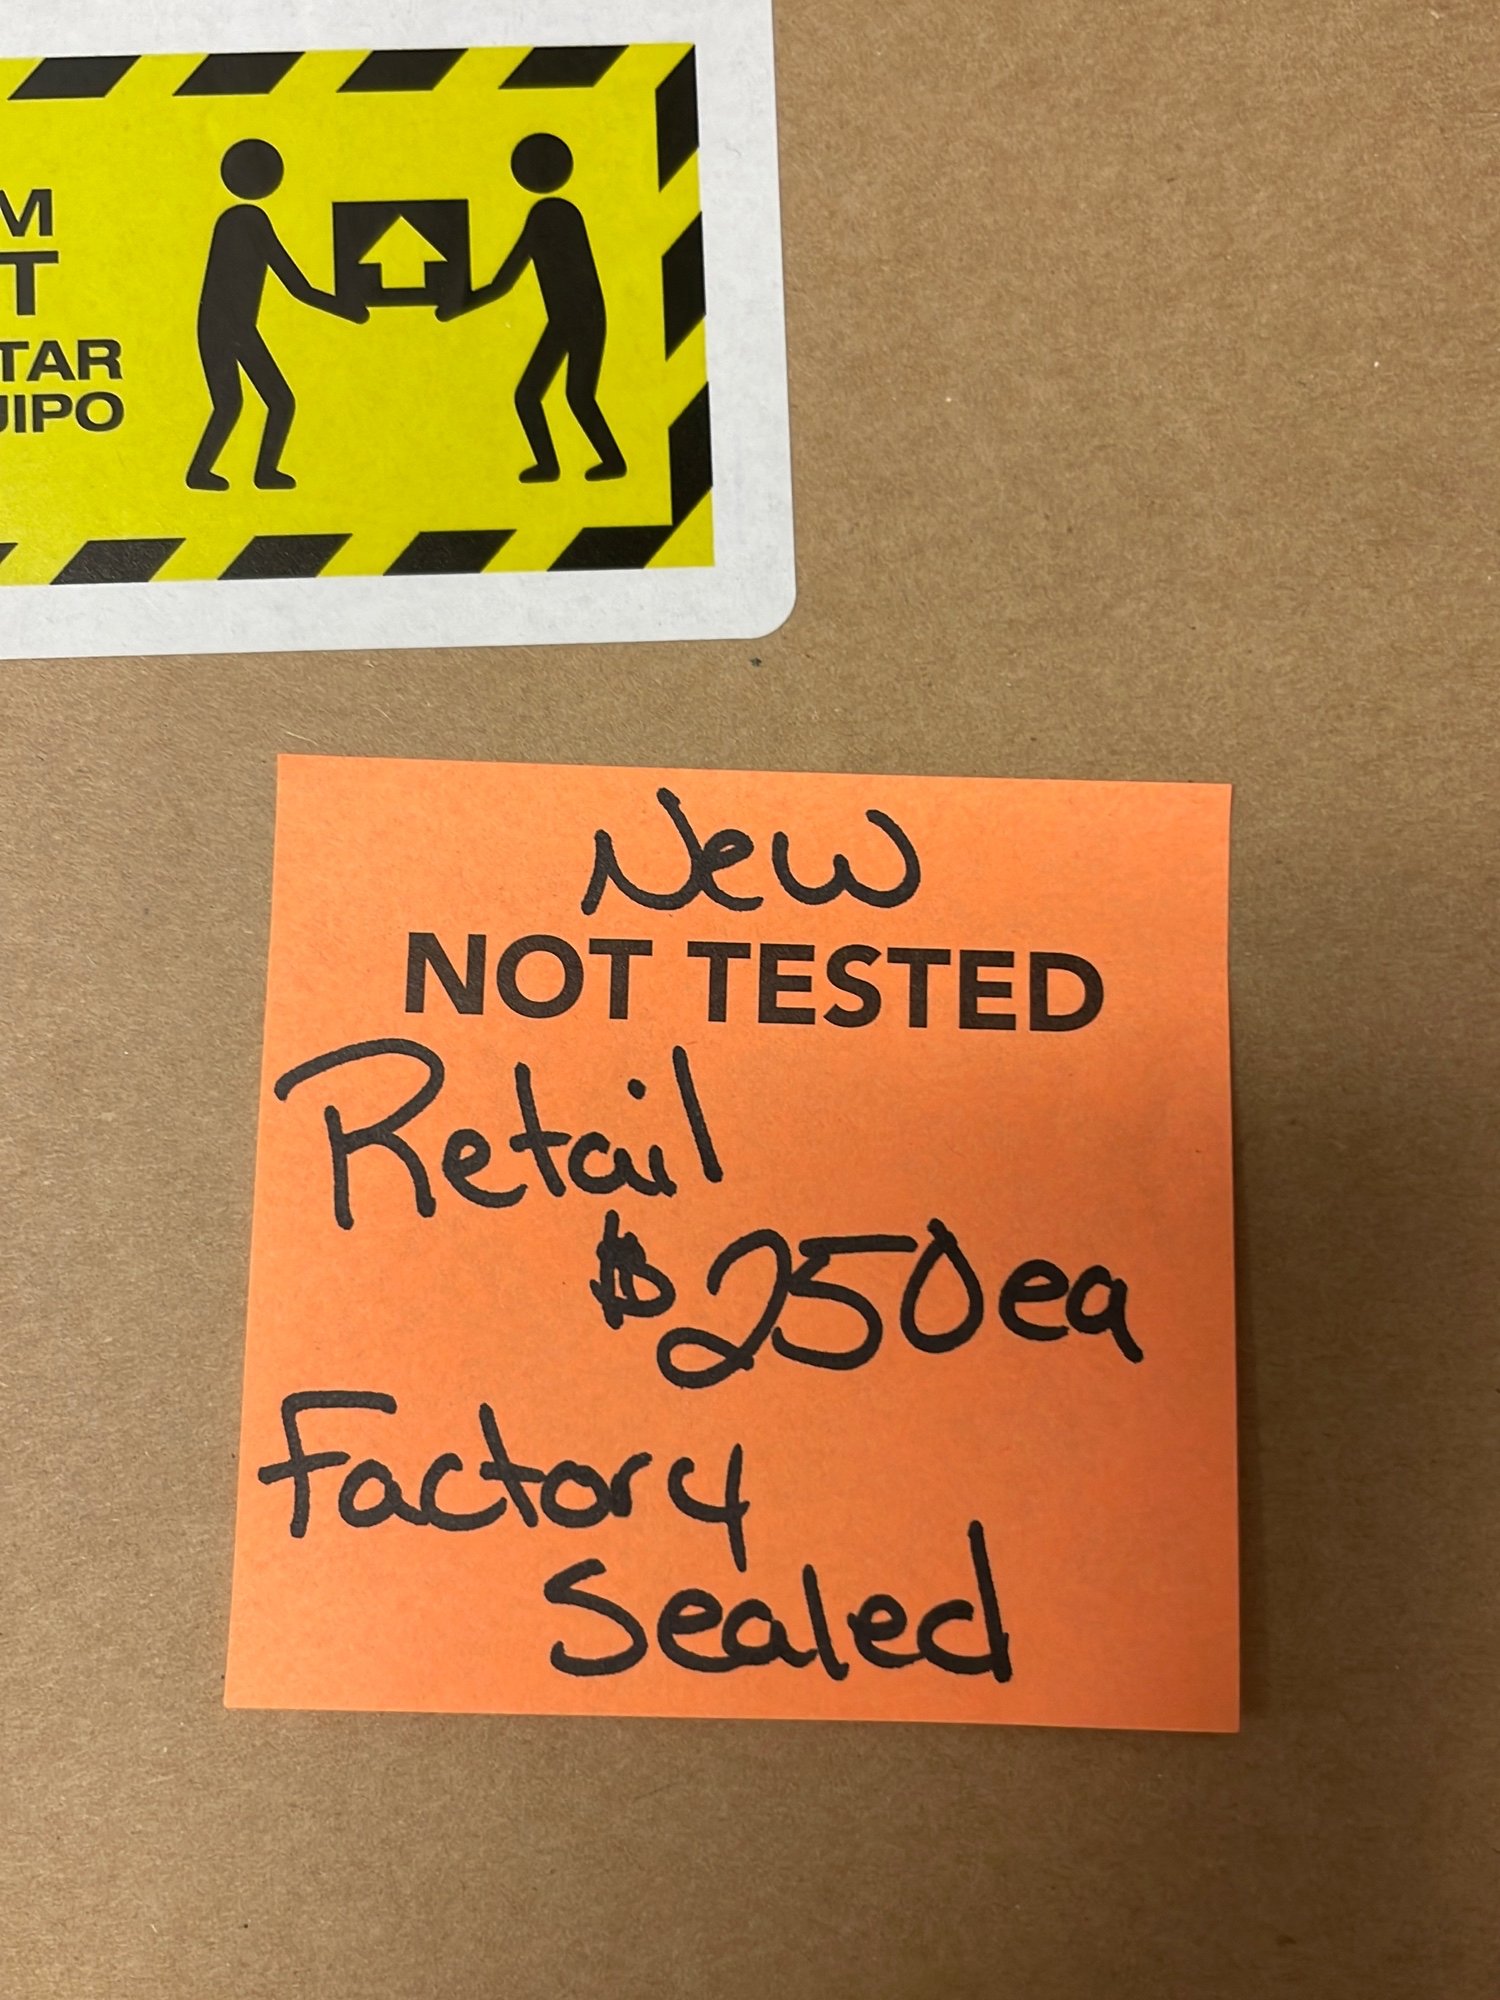 M
T
TAR
UIPO
New
NOT TESTED
Retail
$250ea
Factory
Sealed